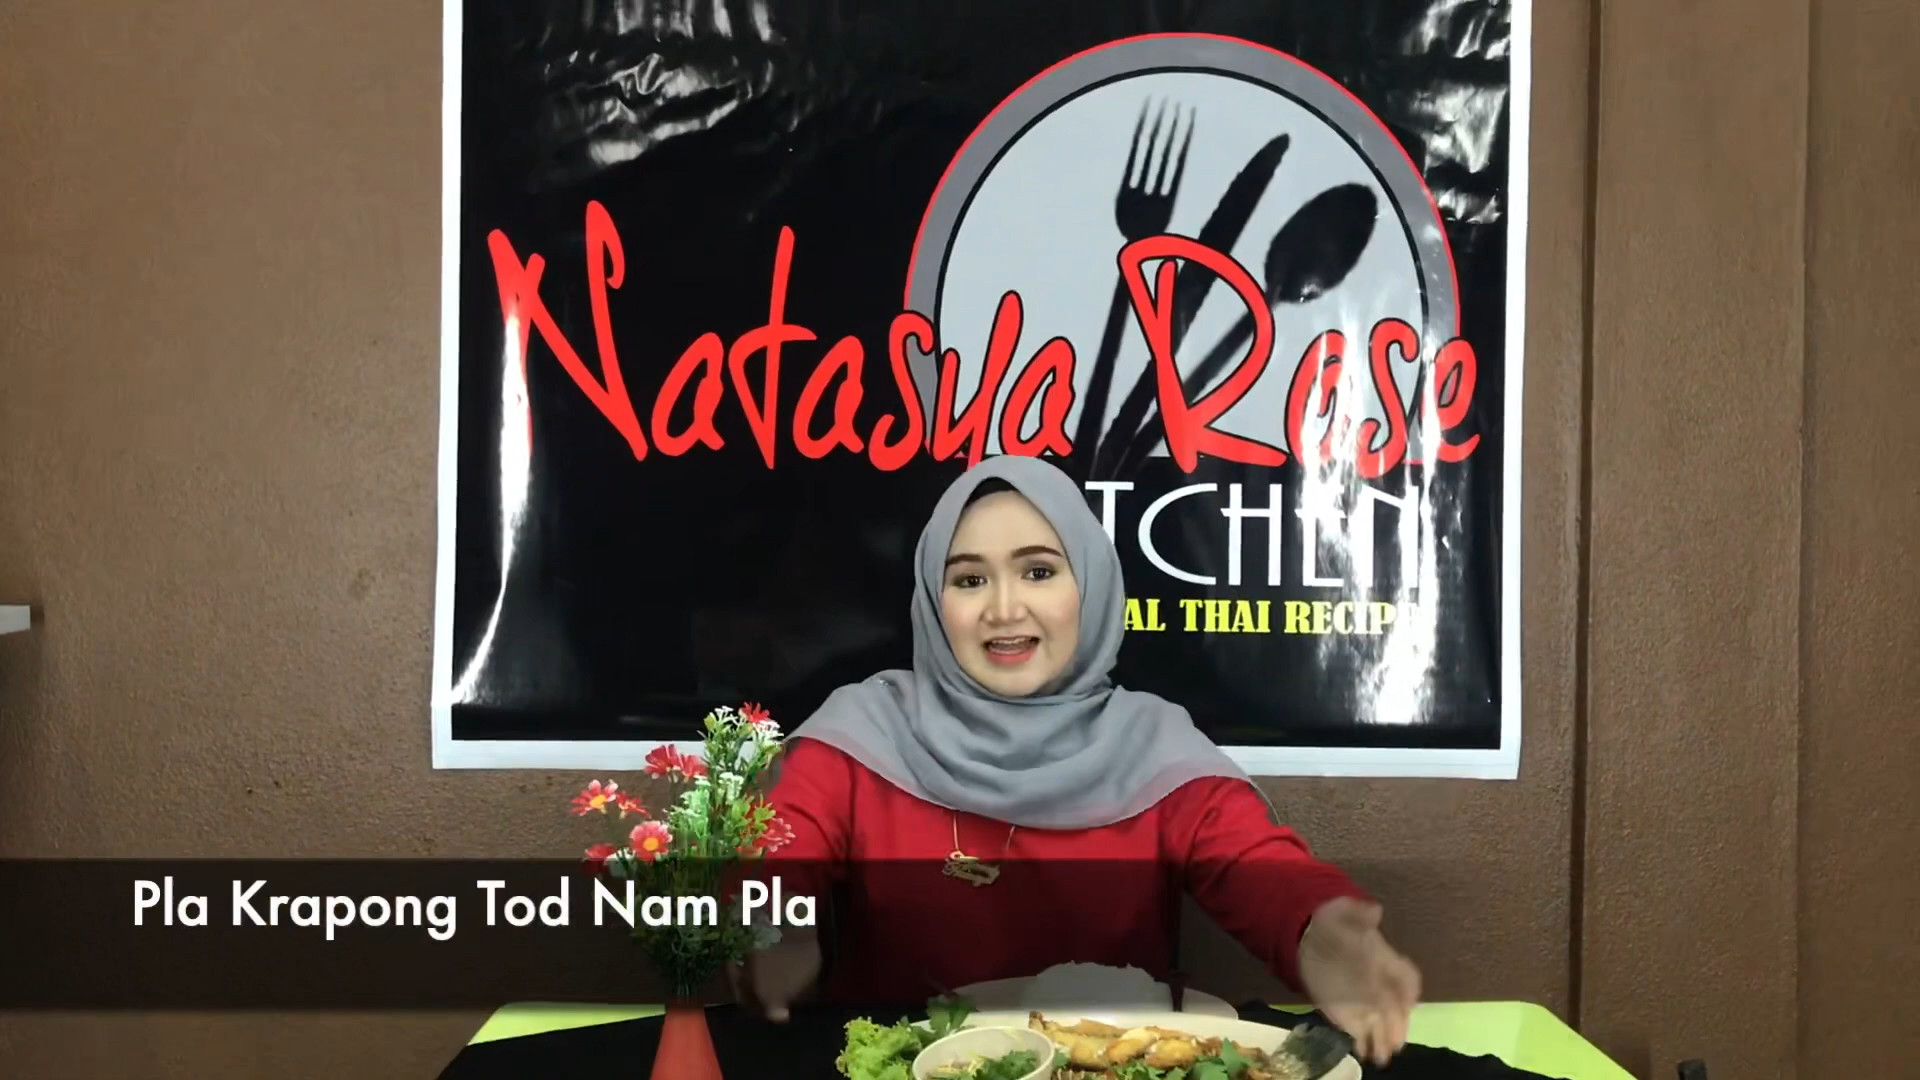 Natasya Rose
TCHEN
AL THAI RECIP
Pla Krapong Tod Nam Pla